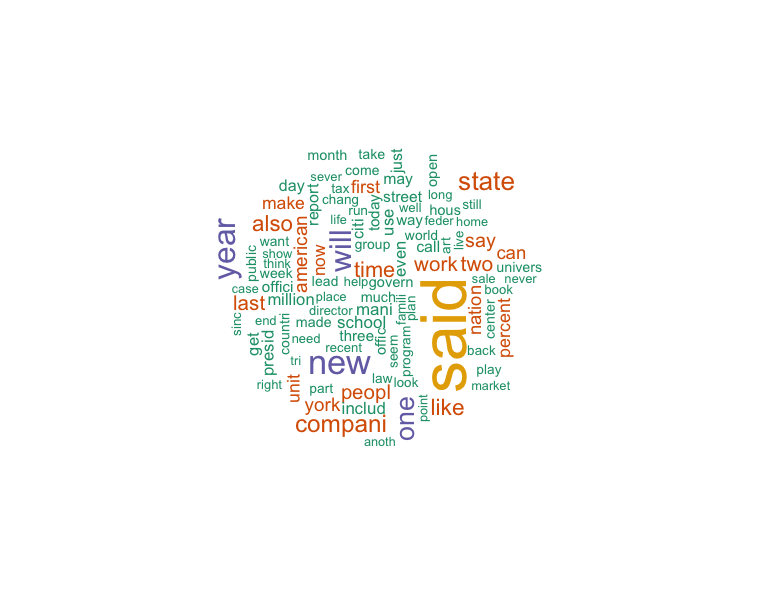 month
take
just
open
sever
come
day
tax
first
may
state
make
report
chang
street
long
still
also
life
run
today
use
well
hous
way
feder
home
year
want
american
now
will
citi
group
even
world
call
art
live
say
can
public
show
think
week
time
work
two
univers
case
offici
lead
help
govern
sale
never
book
last
million
place
much
famili
plan
said
nation
center
percent
sinc
end
countri
made
director
mani
school
three
need
recent
offic
seem
program
get
presid
tri
new
back
right
unit
part
law
look
play
market
peopl
york
includ
one
point
like
compani
anoth